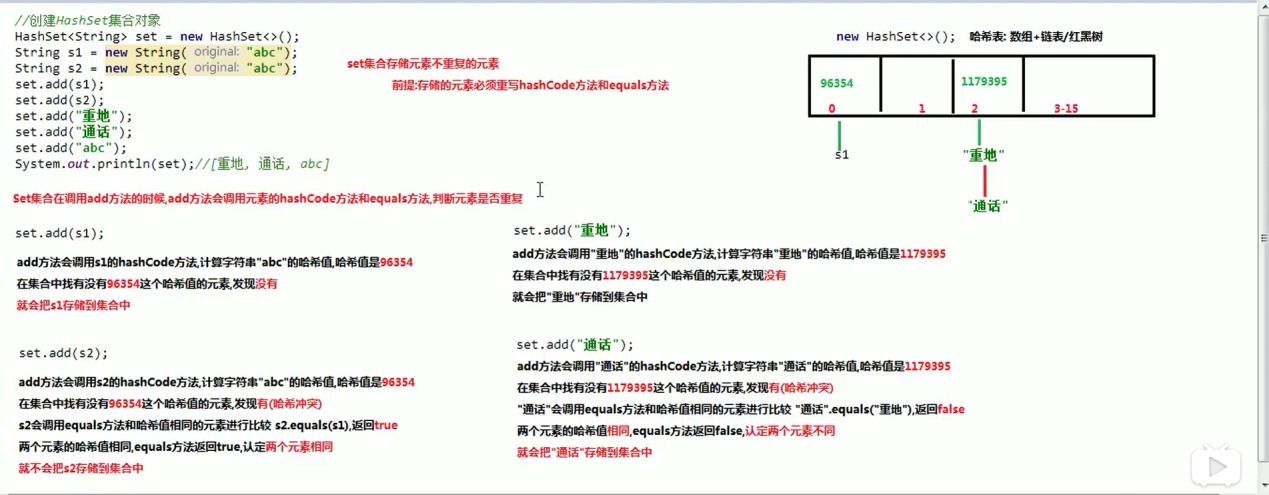 //创建HashSet集合对象
HashSet<String> set = new HashSet<>();
String s1 = new String( original: "abc");
String s2 = new String( original: "abc");
set.add(s1);
set.add(s2);
set.add("重地");
set.add("通话");
set.add("abc");
System.out.println(set);//[重地, 通话, abc]
set集合存储元素不重复的元素
前提:存储的元素必须重写hashCode方法和equals方法
new HashSet<>(); 哈希表: 数组+链表/红黑树
96354 1179395
0 1 2 3-15
s1 "重地"
"通话"
Set集合在调用add方法的时候,add方法会调用元素的hashCode方法和equals方法,判断元素是否重复
set.add(s1);
add方法会调用s1的hashCode方法,计算字符串"abc"的哈希值,哈希值是96354
在集合中找有没有96354这个哈希值的元素,发现没有
就会把s1存储到集合中
set.add("重地");
add方法会调用"重地"的hashCode方法,计算字符串"重地"的哈希值,哈希值是1179395
在集合中找有没有1179395这个哈希值的元素,发现没有
就会把"重地"存储到集合中
set.add(s2);
add方法会调用s2的hashCode方法,计算字符串"abc"的哈希值,哈希值是96354
在集合中找有没有96354这个哈希值的元素,发现有(哈希冲突)
s2会调用equals方法和哈希值相同的元素进行比较 s2.equals(s1),返回true
两个元素的哈希值相同,equals方法返回true,认定两个元素相同
就不会把s2存储到集合中
set.add("通话");
add方法会调用"通话"的hashCode方法,计算字符串"通话"的哈希值,哈希值是1179395
在集合中找有没有1179395这个哈希值的元素,发现有(哈希冲突)
"通话"会调用equals方法和哈希值相同的元素进行比较 "通话".equals("重地"),返回false
两个元素的哈希值相同,equals方法返回false,认定两个元素不同
就会把"通话"存储到集合中